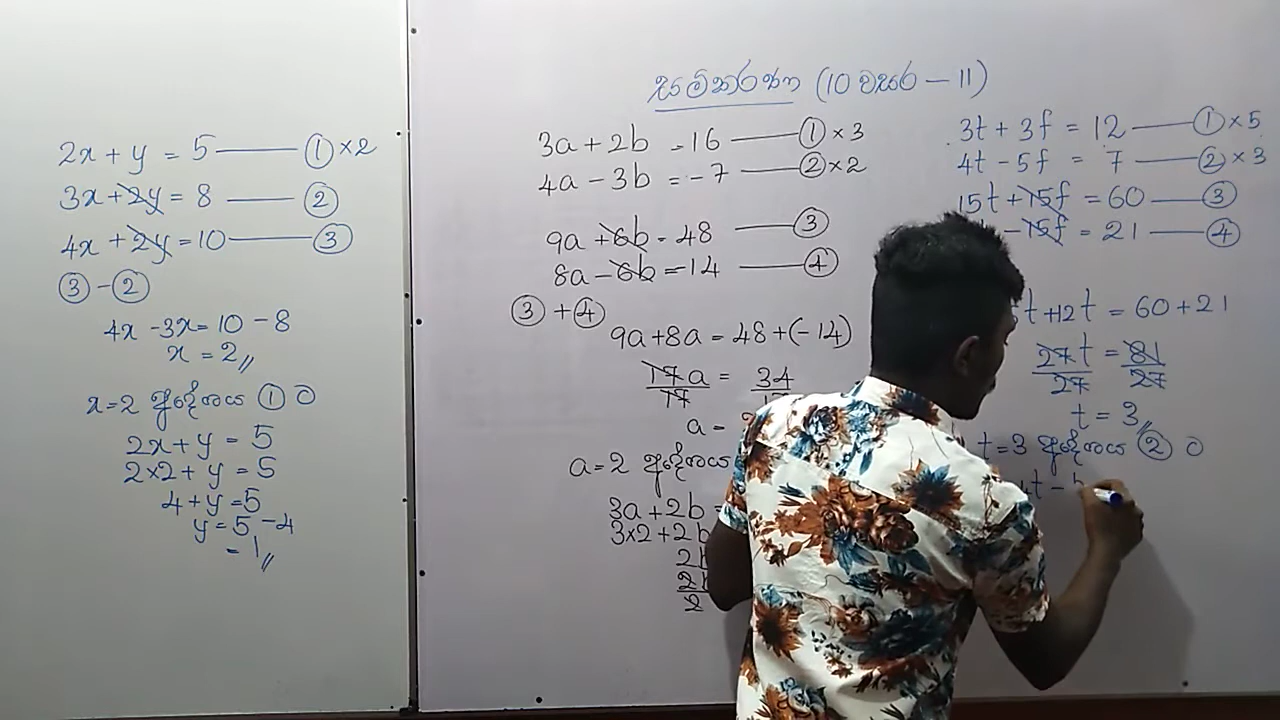 සමීකරණ (10 වසර – 11)
2x + y = 5 —— ① × 2
3x + 2y = 8 —— ②
4x + 2y = 10 —— ③
③ – ②
4x – 3x = 10 – 8
x = 2
x = 2 ආදේශය ① ට
2x + y = 5
2×2 + y = 5
4 + y = 5
y = 5 – 4
= 1
3a + 2b = 16 —— ① × 3
4a – 3b = –7 —— ② × 2
9a + 6b = 48 —— ③
8a – 6b = –14 —— ④
③ + ④
9a + 8a = 48 + (–14)
17a = 34
17
a =
a = 2 ආදේශය
3a + 2b
3×2 + 2b
2
3t + 3f = 12 —— ① × 5
4t – 5f = 7 —— ② × 3
15t + 15f = 60 —— ③
– 15f = 21 —— ④
t + 12t = 60 + 21
27t = 81
27 27
t = 3
t = 3 ආදේශය ② ට
4t –